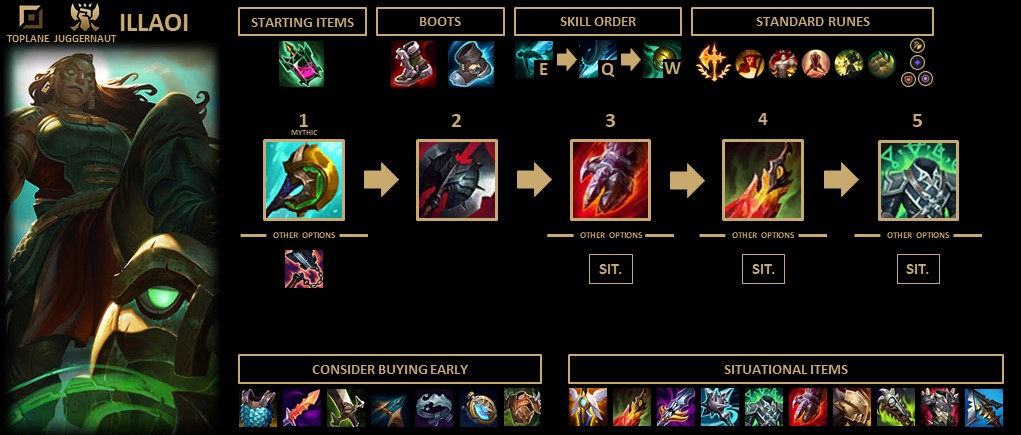 TOPLANE JUGGERNAUT ILLAOI
STARTING ITEMS
BOOTS
SKILL ORDER
STANDARD RUNES
E
Q
W
1
MYTHIC
2
3
4
5
OTHER OPTIONS
OTHER OPTIONS
OTHER OPTIONS
OTHER OPTIONS
SIT.
SIT.
SIT.
CONSIDER BUYING EARLY
SITUATIONAL ITEMS